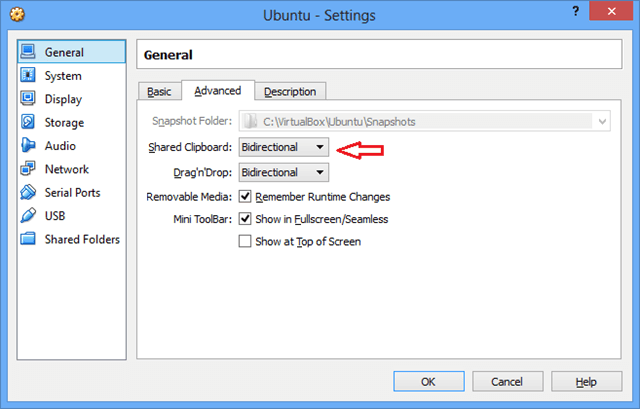 Ubuntu - Settings
?
General
System
Display
Storage
Audio
Network
Serial Ports
USB
Shared Folders
General
Basic
Advanced
Description
Snapshot Folder: C:\VirtualBox\Ubuntu\Snapshots
Shared Clipboard: Bidirectional
Drag'n'Drop: Bidirectional
Removable Media: Remember Runtime Changes
Mini ToolBar: Show in Fullscreen/Seamless
Show at Top of Screen
OK
Cancel
Help